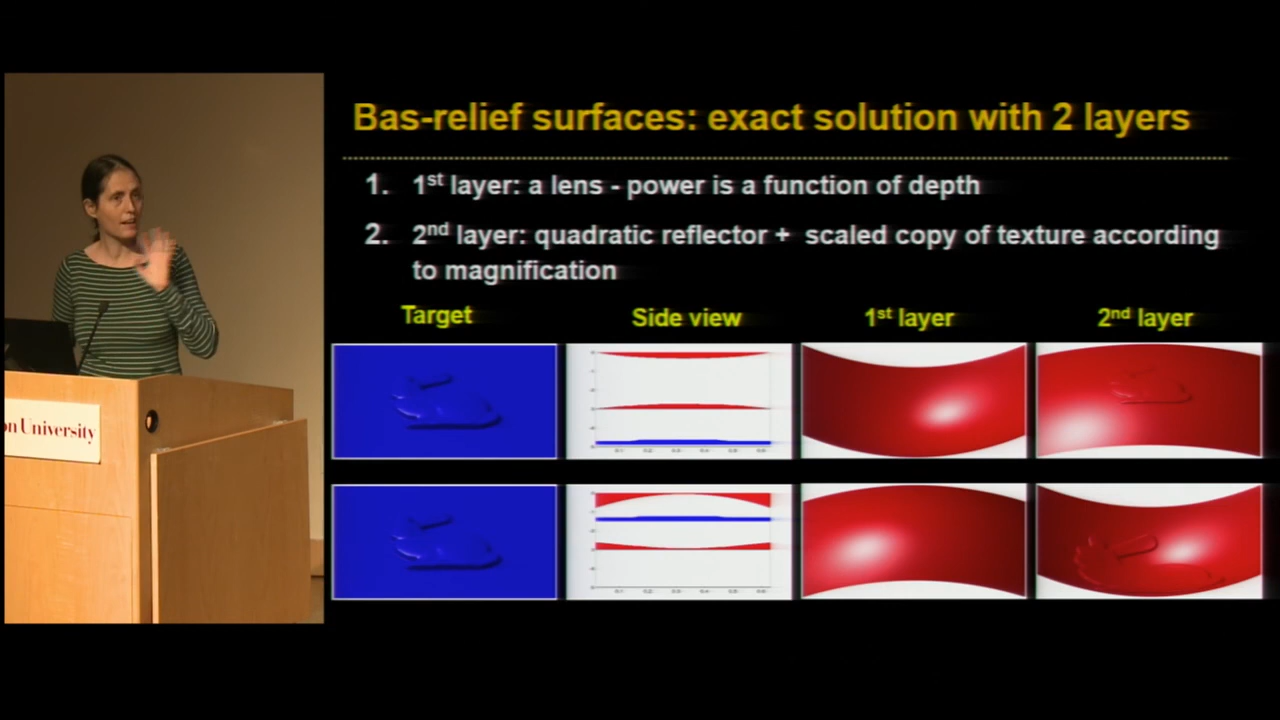 Bas-relief surfaces: exact solution with 2 layers
1. 1st layer: a lens - power is a function of depth
2. 2nd layer: quadratic reflector + scaled copy of texture according
to magnification
Target Side view 1st layer 2nd layer
n University